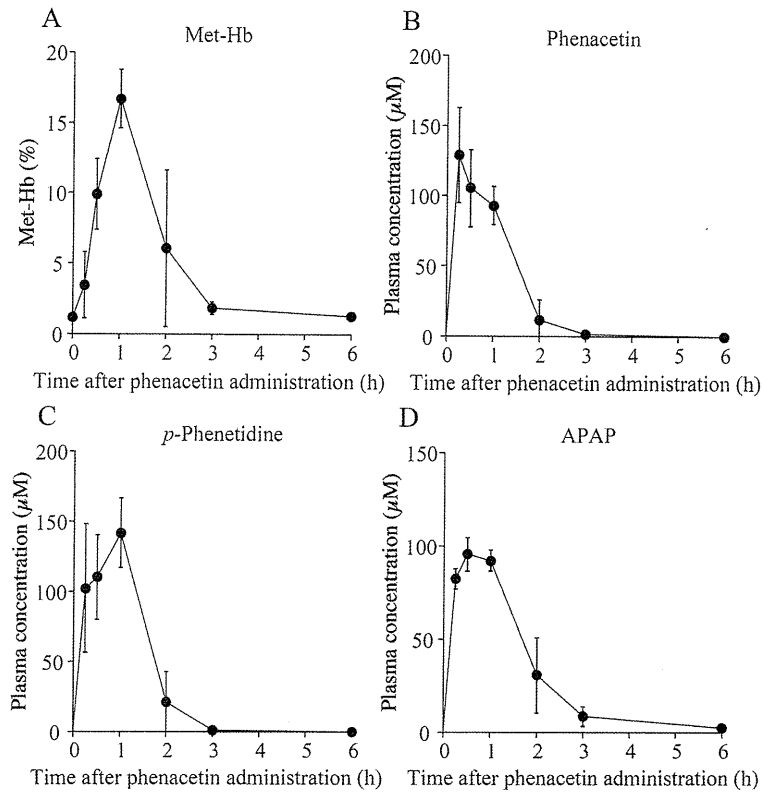 A
Met-Hb
20
15
10
5
0
Met-Hb (%)
0 1 2 3 4 5 6
Time after phenacetin administration (h)
B
Phenacetin
200
150
100
50
0
Plasma concentration (µM)
0 1 2 3 4 5 6
Time after phenacetin administration (h)
C
p-Phenetidine
200
150
100
50
0
Plasma concentration (µM)
0 1 2 3 4 5 6
Time after phenacetin administration (h)
D
APAP
150
100
50
0
Plasma concentration (µM)
0 1 2 3 4 5 6
Time after phenacetin administration (h)